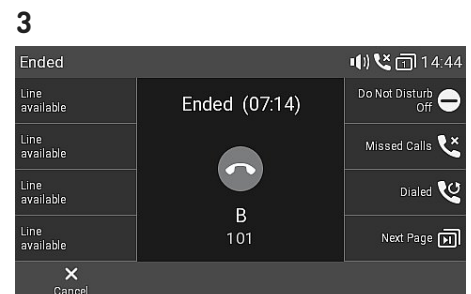 3
Ended
14:44
Line
available
Line
available
Line
available
Line
available
Ended (07:14)
B
101
Do Not Disturb
Off
Missed Calls
Dialed
Next Page
Cancel